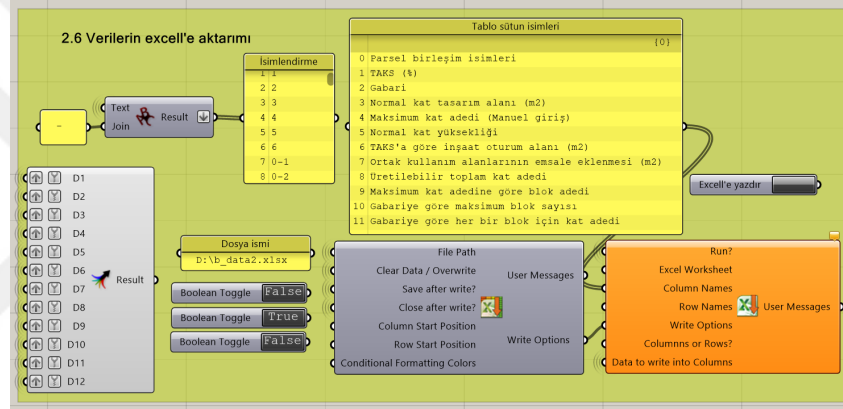 2.6 Verilerin excell'e aktarımı
Text
Join
Result
-
İsimlendirme
1 1
2 2
3 3
4 4
5 5
6 6
7 0-1
8 0-2
Tablo sütun isimleri
{0}
0 Parsel birleşim isimleri
1 TAKS (%)
2 Gabari
3 Normal kat tasarım alanı (m2)
4 Maksimum kat adedi (Manuel giriş)
5 Normal kat yüksekliği
6 TAKS'a göre inşaat oturum alanı (m2)
7 Ortak kullanım alanlarının emsale eklenmesi (m2)
8 Üretilebilir toplam kat adedi
9 Maksimum kat adedine göre blok adedi
10 Gabariye göre maksimum blok sayısı
11 Gabariye göre her bir blok için kat adedi
Excell'e yazdır
D1
D2
D3
D4
D5
D6
D7
D8
D9
D10
D11
D12
Result
Dosya ismi
D:\b_data2.xlsx
Boolean Toggle False
Boolean Toggle True
Boolean Toggle False
File Path
Clear Data / Overwrite
Save after write?
Close after write?
Column Start Position
Row Start Position
Conditional Formatting Colors
User Messages
Write Options
Run?
Excel Worksheet
Column Names
Row Names
Write Options
Columnns or Rows?
Data to write into Columns
User Messages